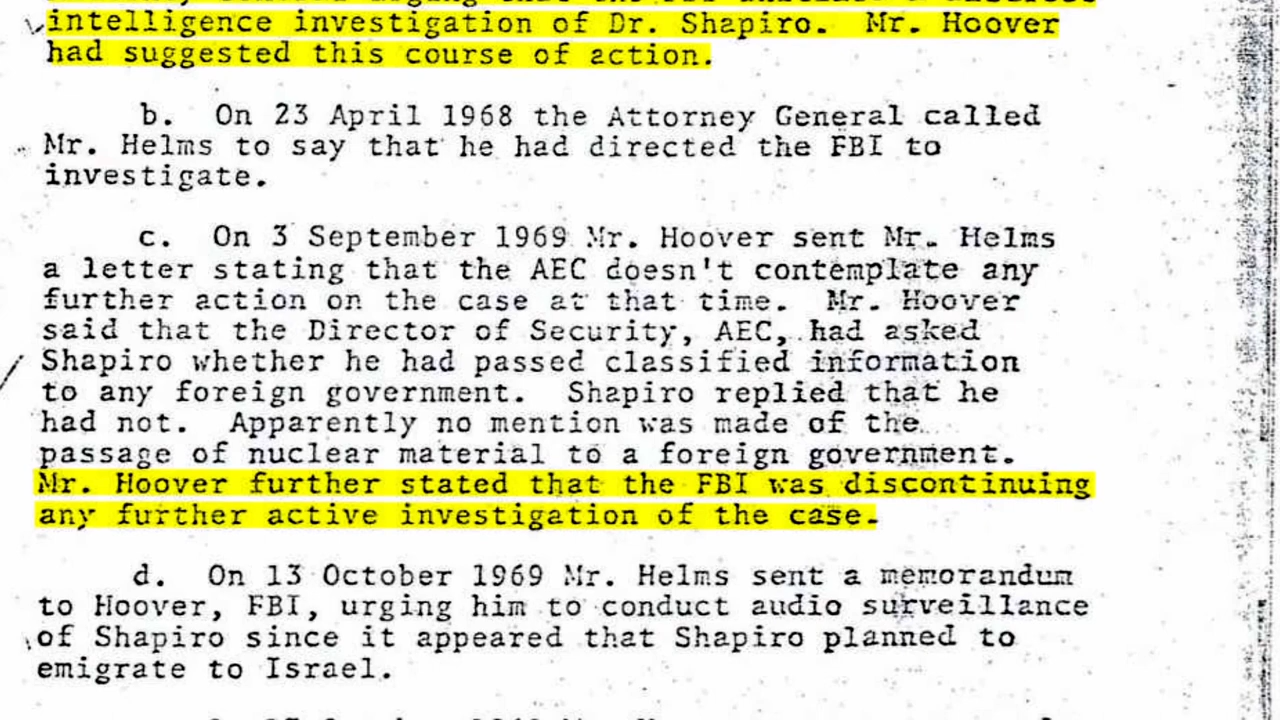 intelligence investigation of Dr. Shapiro. Mr. Hoover
had suggested this course of action.
b. On 23 April 1968 the Attorney General called
Mr. Helms to say that he had directed the FBI to
investigate.
c. On 3 September 1969 Mr. Hoover sent Mr. Helms
a letter stating that the AEC doesn't contemplate any
further action on the case at that time. Mr. Hoover
said that the Director of Security, AEC, had asked
Shapiro whether he had passed classified information
to any foreign government. Shapiro replied that he
had not. Apparently no mention was made of the
passage of nuclear material to a foreign government.
Mr. Hoover further stated that the FBI was discontinuing
any further active investigation of the case.
d. On 13 October 1969 Mr. Helms sent a memorandum
to Hoover, FBI, urging him to conduct audio surveillance
of Shapiro since it appeared that Shapiro planned to
emigrate to Israel.